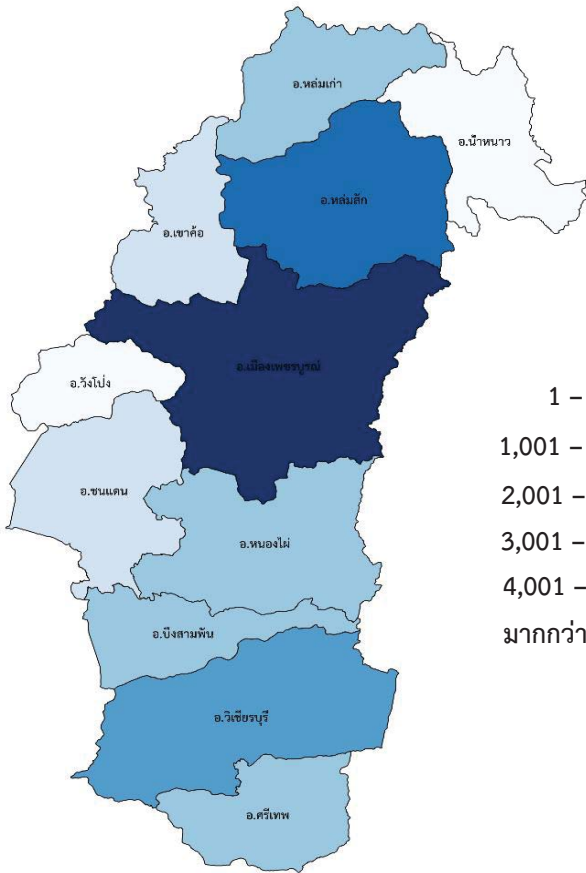 อ.หล่มเก่า
อ.น้ำหนาว
อ.หล่มสัก
อ.เขาค้อ
อ.เมืองเพชรบูรณ์
อ.วังโป่ง
1 –
1,001 –
อ.ชนแดน
2,001 –
3,001 –
อ.หนองไผ่
4,001 –
มากกว่า
อ.บึงสามพัน
อ.วิเชียรบุรี
อ.ศรีเทพ